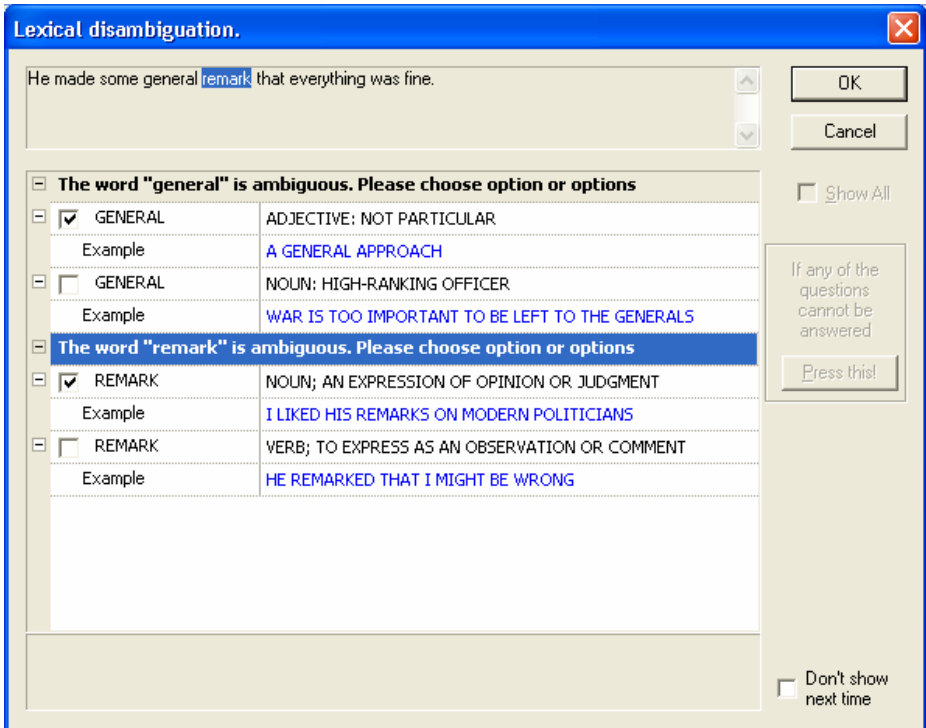 Lexical disambiguation.
He made some general remark that everything was fine.
OK
Cancel
Show All
The word "general" is ambiguous. Please choose option or options
GENERAL ADJECTIVE: NOT PARTICULAR
Example A GENERAL APPROACH
GENERAL NOUN: HIGH-RANKING OFFICER
Example WAR IS TOO IMPORTANT TO BE LEFT TO THE GENERALS
The word "remark" is ambiguous. Please choose option or options
REMARK NOUN; AN EXPRESSION OF OPINION OR JUDGMENT
Example I LIKED HIS REMARKS ON MODERN POLITICIANS
REMARK VERB; TO EXPRESS AS AN OBSERVATION OR COMMENT
Example HE REMARKED THAT I MIGHT BE WRONG
If any of the
questions
cannot be
answered
Press this!
Don't show
next time